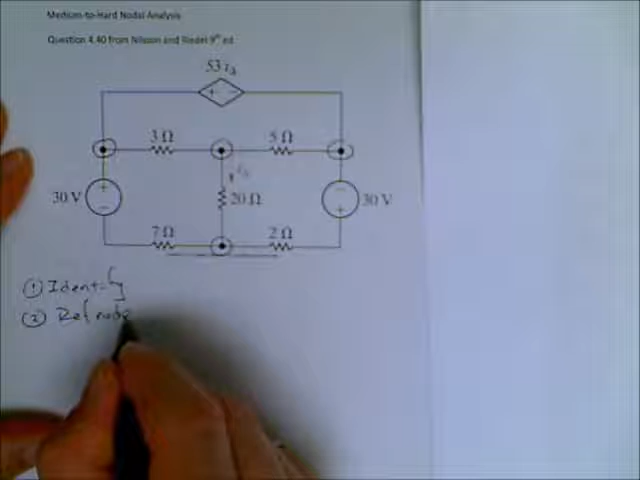 Medium-to-Hard Nodal Analysis
Question 4.40 from Nilsson and Riedel 9th ed
53 iΔ
+ −
3 Ω 5 Ω
iΔ
30 V + − 20 Ω − + 30 V
7 Ω 2 Ω
① Identify
② Ref node